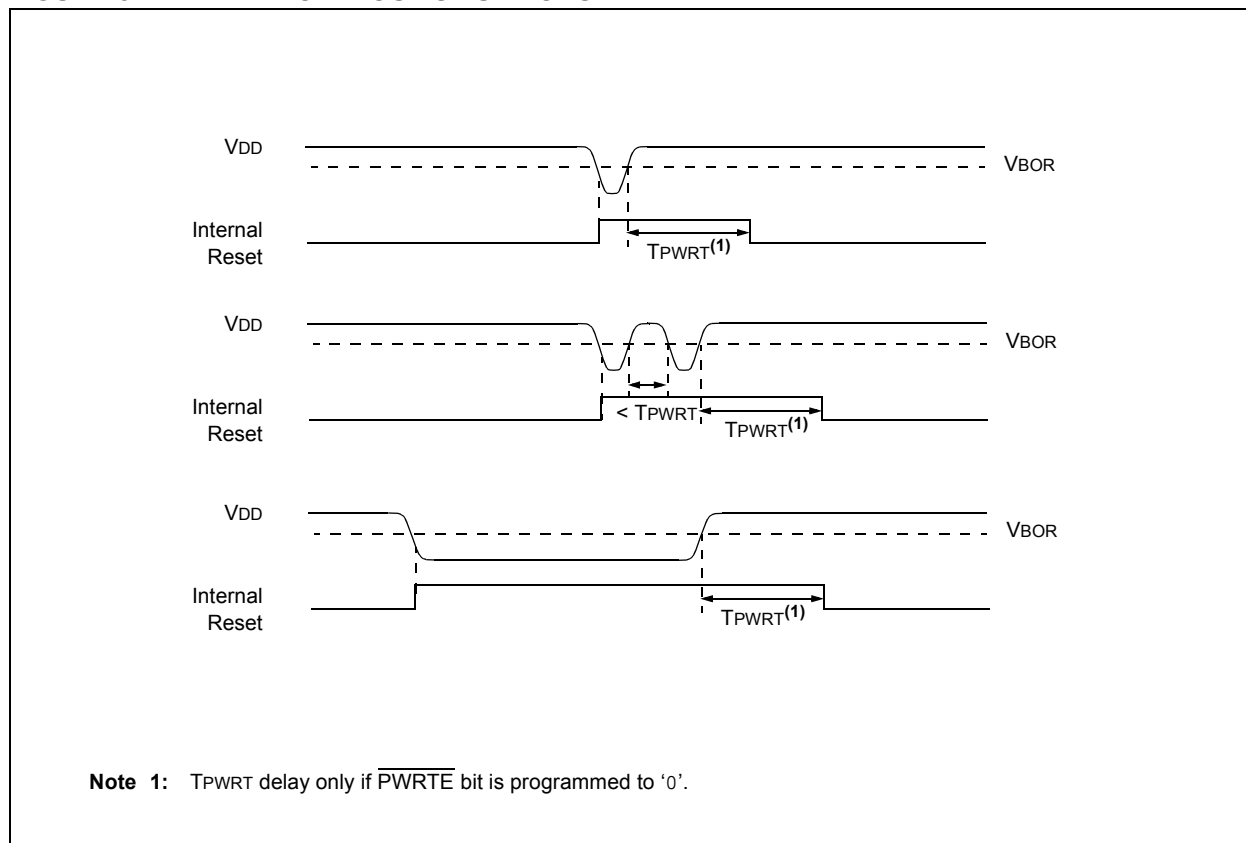 VDD
VBOR
Internal
Reset
TPWRT(1)
VDD
VBOR
Internal
Reset
< TPWRT
TPWRT(1)
VDD
VBOR
Internal
Reset
TPWRT(1)
Note 1: TPWRT delay only if PWRTE bit is programmed to ‘0’.